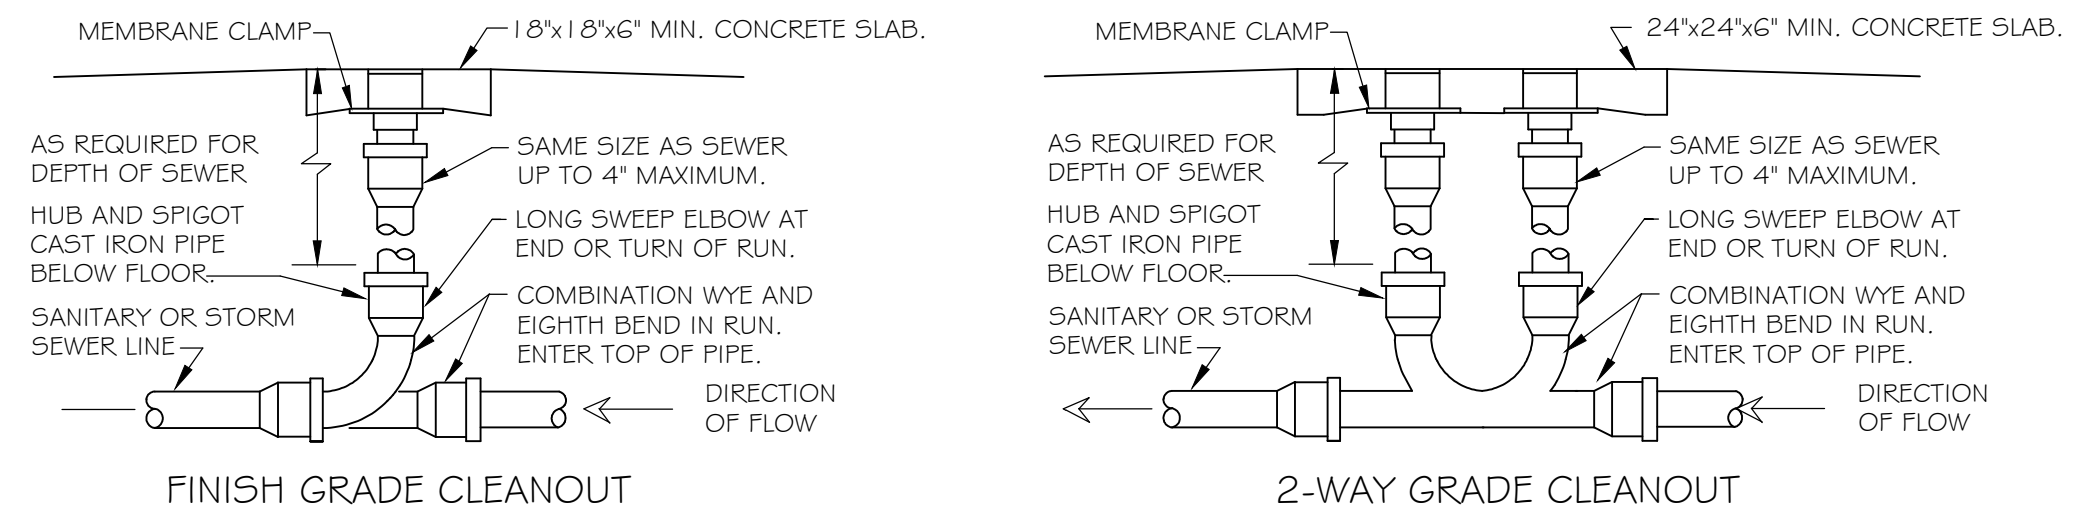 MEMBRANE CLAMP
18"x18"x6" MIN. CONCRETE SLAB.
AS REQUIRED FOR
DEPTH OF SEWER
SAME SIZE AS SEWER
UP TO 4" MAXIMUM.
HUB AND SPIGOT
CAST IRON PIPE
BELOW FLOOR.
LONG SWEEP ELBOW AT
END OR TURN OF RUN.
SANITARY OR STORM
SEWER LINE
COMBINATION WYE AND
EIGHTH BEND IN RUN.
ENTER TOP OF PIPE.
DIRECTION
OF FLOW
FINISH GRADE CLEANOUT
MEMBRANE CLAMP
24"x24"x6" MIN. CONCRETE SLAB.
AS REQUIRED FOR
DEPTH OF SEWER
SAME SIZE AS SEWER
UP TO 4" MAXIMUM.
HUB AND SPIGOT
CAST IRON PIPE
BELOW FLOOR.
LONG SWEEP ELBOW AT
END OR TURN OF RUN.
SANITARY OR STORM
SEWER LINE
COMBINATION WYE AND
EIGHTH BEND IN RUN.
ENTER TOP OF PIPE.
DIRECTION
OF FLOW
2-WAY GRADE CLEANOUT